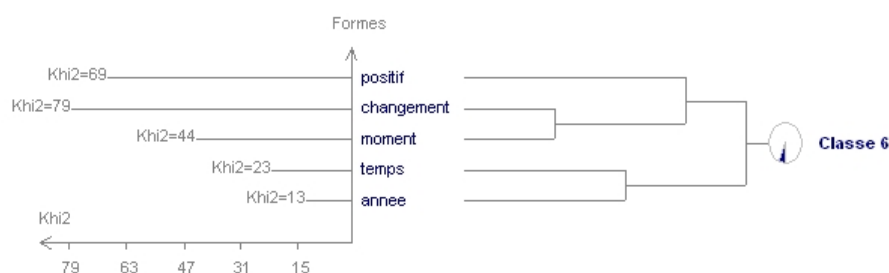 Formes
Khi2=69 positif
Khi2=79 changement
Khi2=44 moment
Classe 6
Khi2=23 temps
Khi2=13 annee
Khi2
79 63 47 31 15